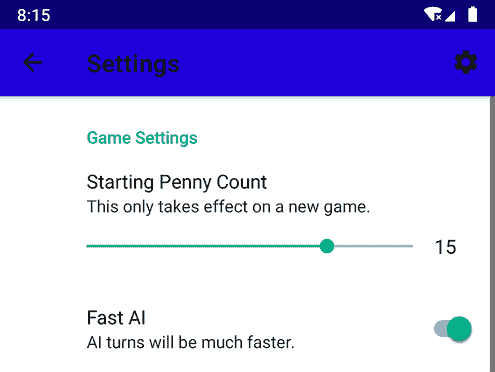 8:15
Settings
Game Settings
Starting Penny Count
This only takes effect on a new game.
15
Fast AI
AI turns will be much faster.